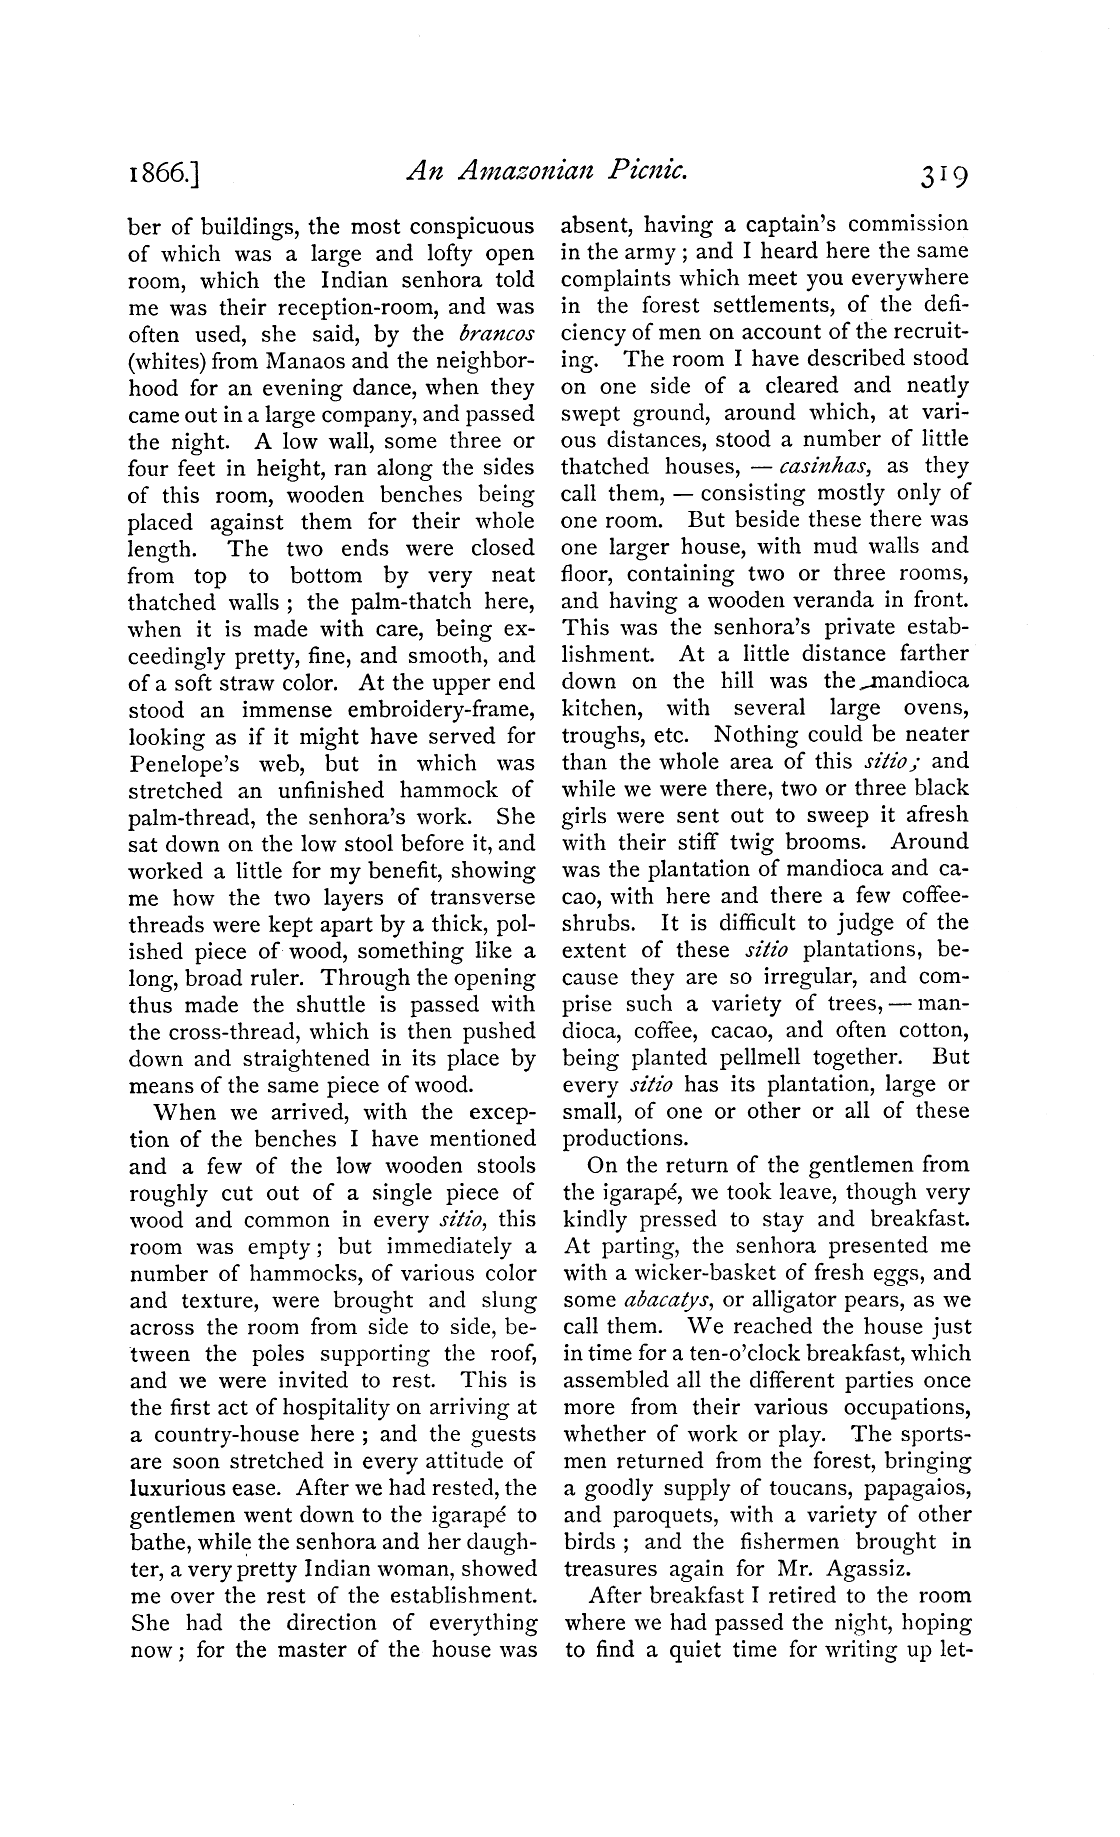 1866.] An Amazonian Picnic. 319
ber of buildings, the most conspicuous
of which was a large and lofty open
room, which the Indian senhora told
me was their reception-room, and was
often used, she said, by the brancos
(whites) from Manaos and the neighbor-
hood for an evening dance, when they
came out in a large company, and passed
the night. A low wall, some three or
four feet in height, ran along the sides
of this room, wooden benches being
placed against them for their whole
length. The two ends were closed
from top to bottom by very neat
thatched walls ; the palm-thatch here,
when it is made with care, being ex-
ceedingly pretty, fine, and smooth, and
of a soft straw color. At the upper end
stood an immense embroidery-frame,
looking as if it might have served for
Penelope's web, but in which was
stretched an unfinished hammock of
palm-thread, the senhora's work. She
sat down on the low stool before it, and
worked a little for my benefit, showing
me how the two layers of transverse
threads were kept apart by a thick, pol-
ished piece of wood, something like a
long, broad ruler. Through the opening
thus made the shuttle is passed with
the cross-thread, which is then pushed
down and straightened in its place by
means of the same piece of wood.
When we arrived, with the excep-
tion of the benches I have mentioned
and a few of the low wooden stools
roughly cut out of a single piece of
wood and common in every sitio, this
room was empty ; but immediately a
number of hammocks, of various color
and texture, were brought and slung
across the room from side to side, be-
tween the poles supporting the roof,
and we were invited to rest. This is
the first act of hospitality on arriving at
a country-house here ; and the guests
are soon stretched in every attitude of
luxurious ease. After we had rested, the
gentlemen went down to the igarapé to
bathe, while the senhora and her daugh-
ter, a very pretty Indian woman, showed
me over the rest of the establishment.
She had the direction of everything
now ; for the master of the house was
absent, having a captain's commission
in the army ; and I heard here the same
complaints which meet you everywhere
in the forest settlements, of the defi-
ciency of men on account of the recruit-
ing. The room I have described stood
on one side of a cleared and neatly
swept ground, around which, at vari-
ous distances, stood a number of little
thatched houses, — casinhas, as they
call them, — consisting mostly only of
one room. But beside these there was
one larger house, with mud walls and
floor, containing two or three rooms,
and having a wooden veranda in front.
This was the senhora's private estab-
lishment. At a little distance farther
down on the hill was the mandioca
kitchen, with several large ovens,
troughs, etc. Nothing could be neater
than the whole area of this sitio ; and
while we were there, two or three black
girls were sent out to sweep it afresh
with their stiff twig brooms. Around
was the plantation of mandioca and ca-
cao, with here and there a few coffee-
shrubs. It is difficult to judge of the
extent of these sitio plantations, be-
cause they are so irregular, and com-
prise such a variety of trees, — man-
dioca, coffee, cacao, and often cotton,
being planted pellmell together. But
every sitio has its plantation, large or
small, of one or other or all of these
productions.
On the return of the gentlemen from
the igarapé, we took leave, though very
kindly pressed to stay and breakfast.
At parting, the senhora presented me
with a wicker-basket of fresh eggs, and
some abacatys, or alligator pears, as we
call them. We reached the house just
in time for a ten-o'clock breakfast, which
assembled all the different parties once
more from their various occupations,
whether of work or play. The sports-
men returned from the forest, bringing
a goodly supply of toucans, papagaios,
and paroquets, with a variety of other
birds ; and the fishermen brought in
treasures again for Mr. Agassiz.
After breakfast I retired to the room
where we had passed the night, hoping
to find a quiet time for writing up let-